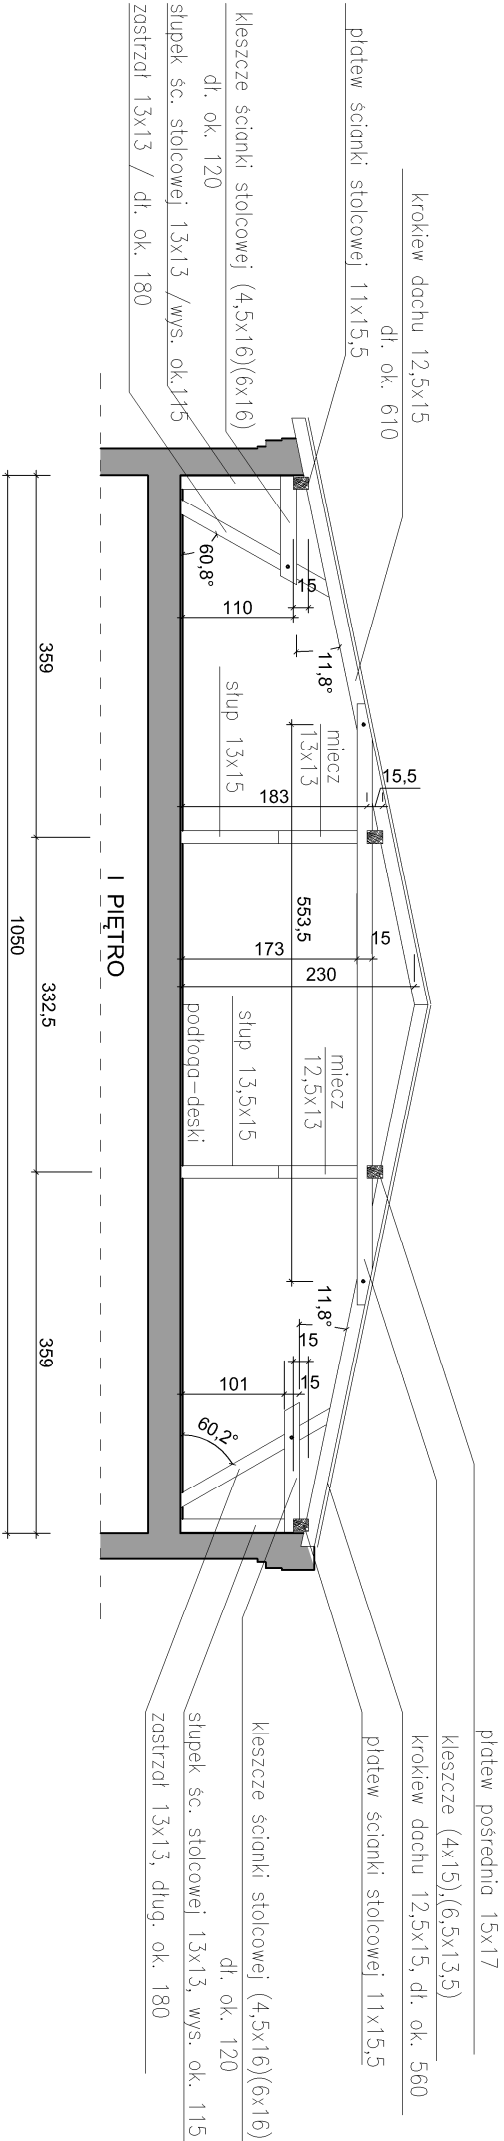 krokiew dachu 12,5x15
dł. ok. 610
płatew ścianki stolcowej 11x15,5
kleszcze ścianki stolcowej (4,5x16)(6x16)
dł. ok. 120
słupek śc. stolcowej 13x13 /wys. ok.115
zastrzał 13x13 / dł. ok. 180
płatew pośrednia 15x17
kleszcze (4x15),(6,5x13,5)
krokiew dachu 12,5x15, dł. ok. 560
płatew ścianki stolcowej 11x15,5
kleszcze ścianki stolcowej (4,5x16)(6x16)
dł. ok. 120
słupek śc. stolcowej 13x13, wys. ok. 115
zastrzał 13x13, dług. ok. 180
60,8°
110
15
11,8°
słup 13x15
miecz
13x13
183
15,5
553,5
173
15
230
miecz
12,5x13
słup 13,5x15
podłoga-deski
11,8°
15
15
101
60,2°
I PIĘTRO
359
332,5
359
1050